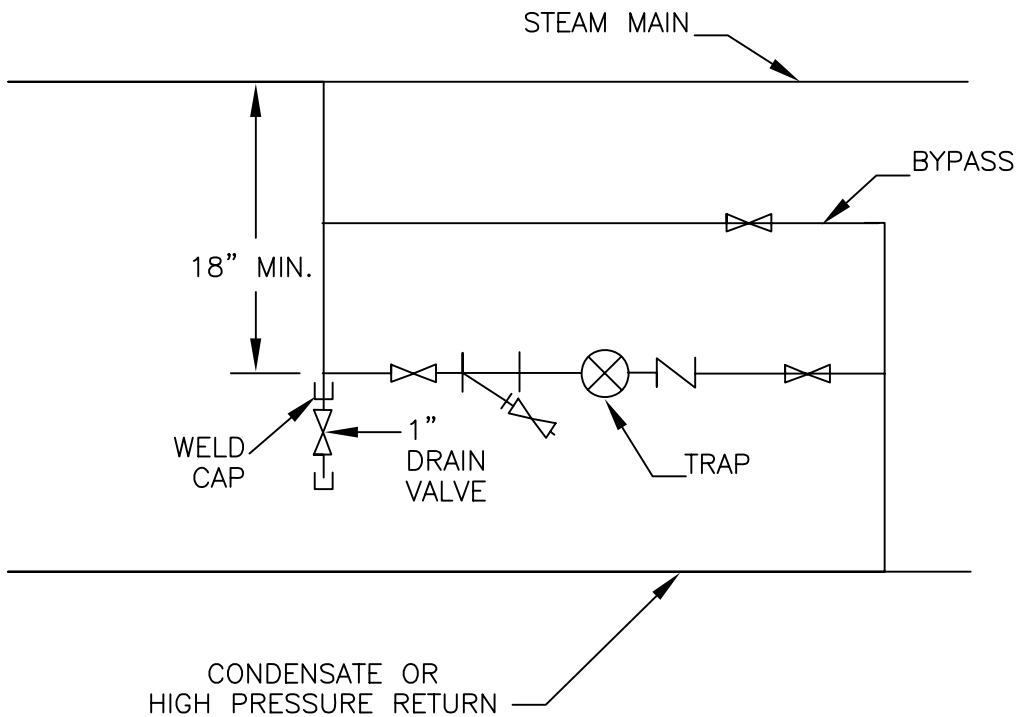 STEAM MAIN
BYPASS
18” MIN.
WELD
CAP
1”
DRAIN
VALVE
TRAP
CONDENSATE OR
HIGH PRESSURE RETURN